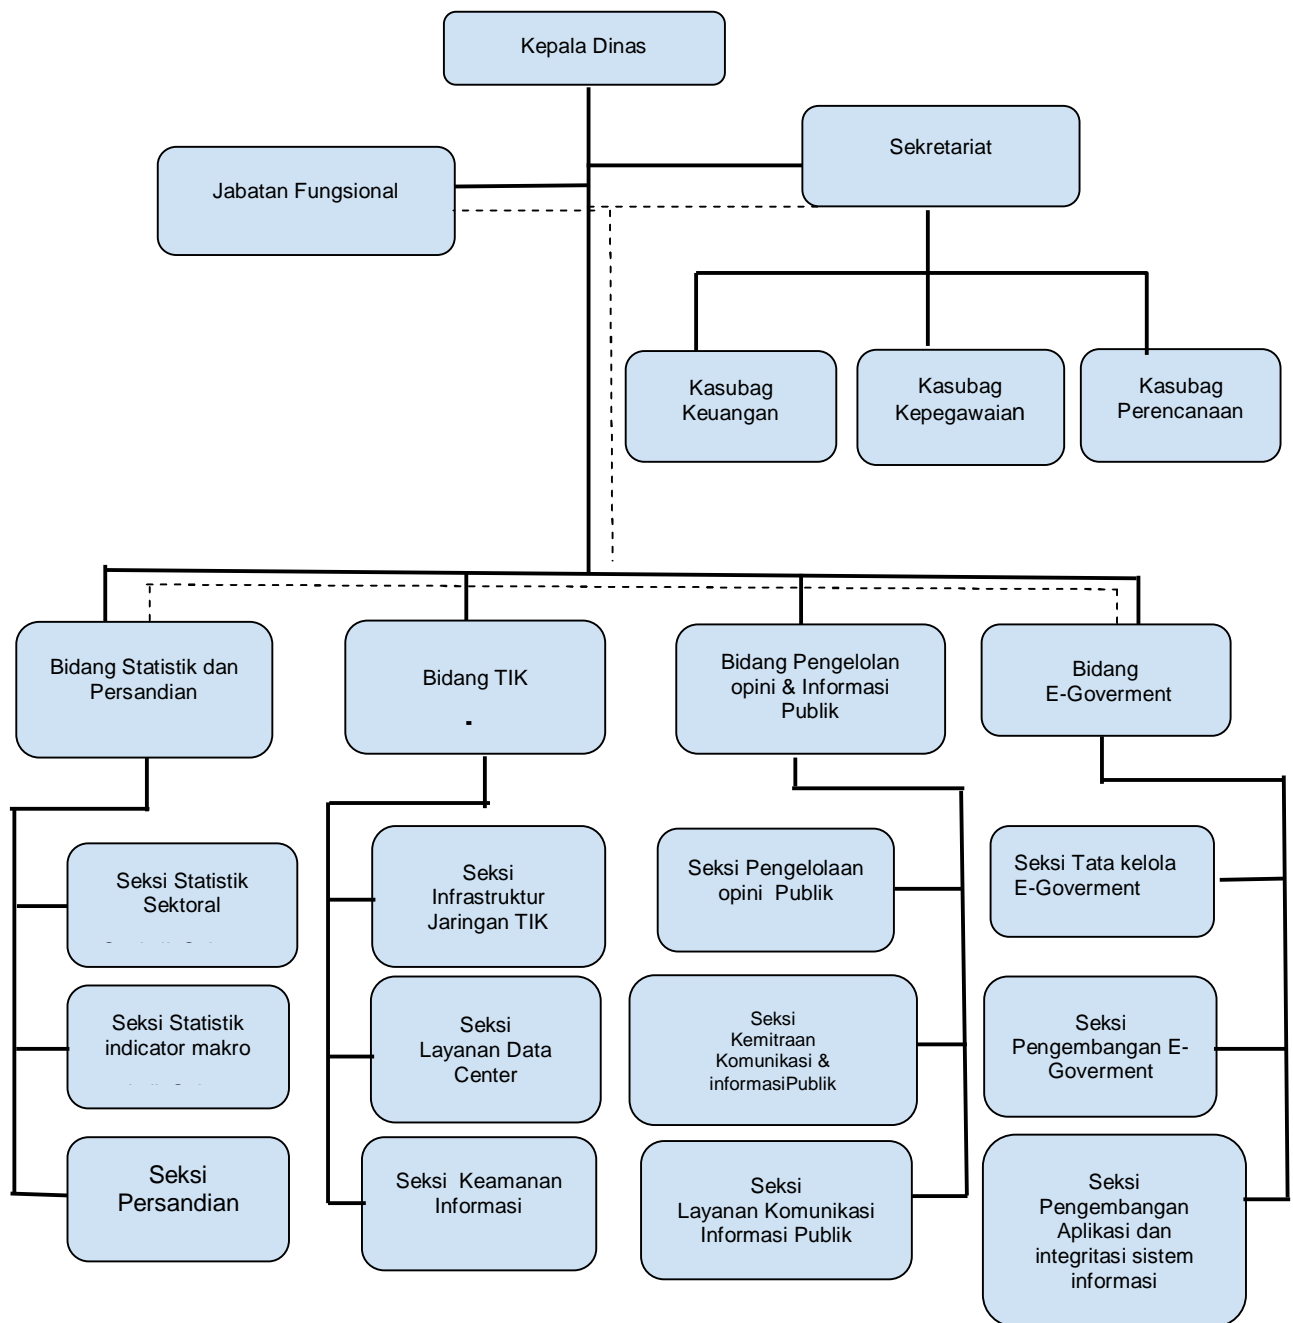 Kepala Dinas
Sekretariat
Jabatan Fungsional
Kasubag
Keuangan
Kasubag
Kepegawaian
Kasubag
Perencanaan
Bidang Statistik dan
Persandian
Bidang TIK
-
Bidang Pengelolan
opini & Informasi
Publik
Bidang
E-Goverment
Seksi Statistik
Sektoral
Seksi
Infrastruktur
Jaringan TIK
Seksi Pengelolaan
opini Publik
Seksi Tata kelola
E-Goverment
Seksi Statistik
indicator makro
Seksi
Layanan Data
Center
Seksi
Kemitraan
Komunikasi &
informasiPublik
Seksi
Pengembangan E-
Goverment
Seksi
Persandian
Seksi Keamanan
Informasi
Seksi
Layanan Komunikasi
Informasi Publik
Seksi
Pengembangan
Aplikasi dan
integritasi sistem
informasi